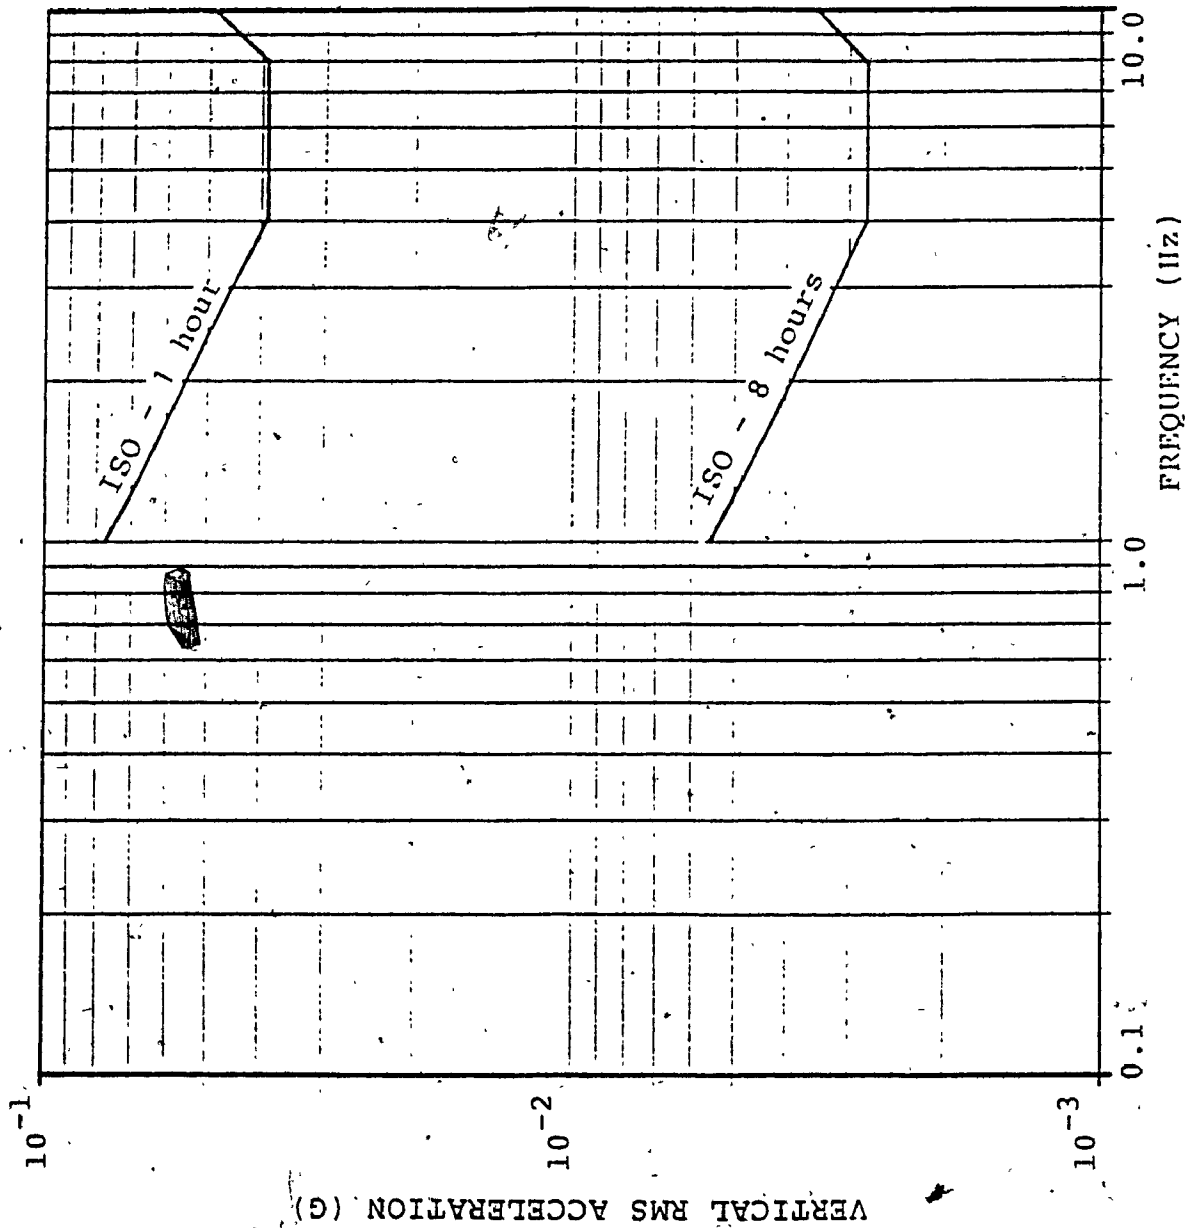 VERTICAL RMS ACCELERATION (G)
10-1
10-2
10-3
ISO - 1 hour
ISO - 8 hours
0.1
1.0
10.0
FREQUENCY (Hz)